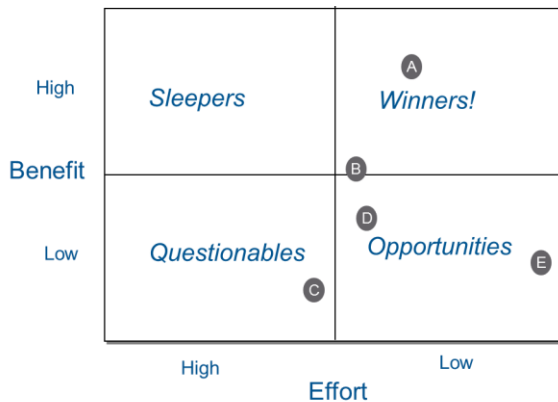 A
High
Sleepers
Winners!
B
Benefit
D
Low
Questionables
Opportunities
E
C
High
Low
Effort